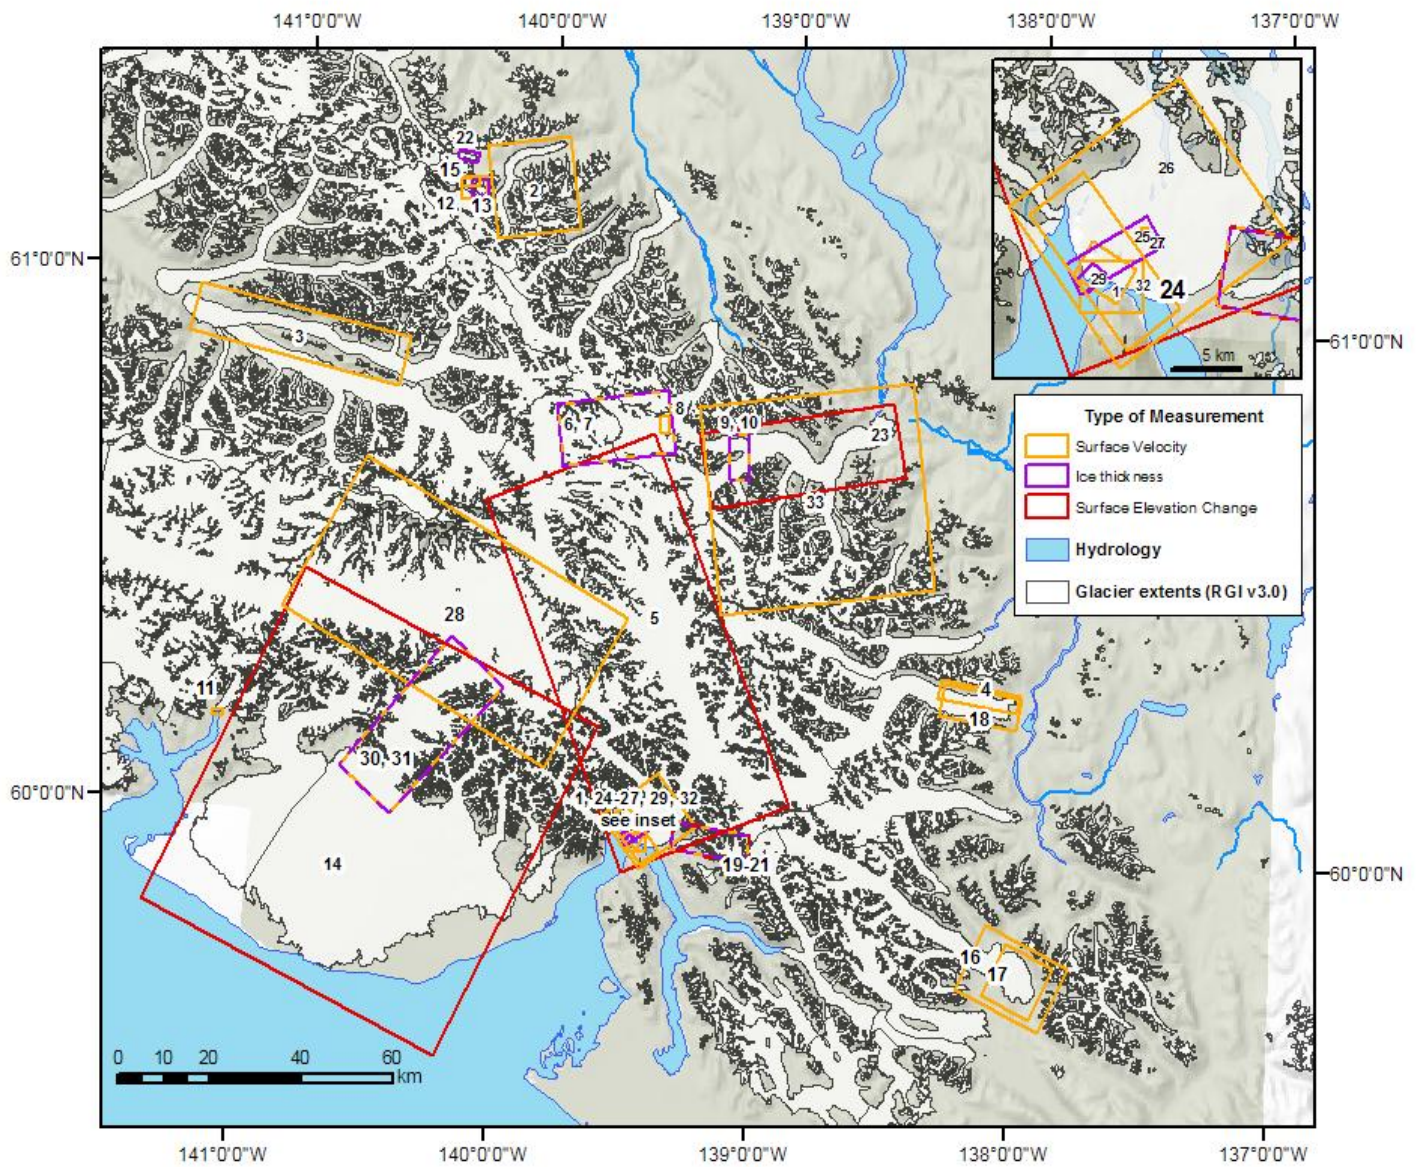 141°0'0"W 140°0'0"W 139°0'0"W 138°0'0"W 137°0'0"W
22
15
2
12 13
26
61°0'0"N
25
27
29
1
32
24
3
61°0'0"N
5 km
8
6, 7
9, 10
23
33
Type of Measurement
Surface Velocity
Ice thickness
Surface Elevation Change
Hydrology
Glacier extents (RGI v3.0)
28
5
11
4
18
30, 31
60°0'0"N
1, 24-27, 29, 32
see inset
14
19-21
60°0'0"N
16
17
0 10 20 40 60
km
141°0'0"W 140°0'0"W 139°0'0"W 138°0'0"W 137°0'0"W